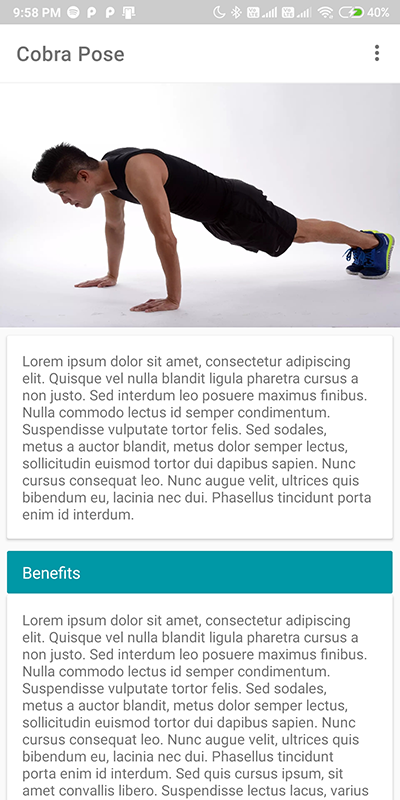 9:58 PM 40%
Cobra Pose
Lorem ipsum dolor sit amet, consectetur adipiscing
elit. Quisque vel nulla blandit ligula pharetra cursus a
non justo. Sed interdum leo posuere maximus finibus.
Nulla commodo lectus id semper condimentum.
Suspendisse vulputate tortor felis. Sed sodales,
metus a auctor blandit, metus dolor semper lectus,
sollicitudin euismod tortor dui dapibus sapien. Nunc
cursus consequat leo. Nunc augue velit, ultrices quis
bibendum eu, lacinia nec dui. Phasellus tincidunt porta
enim id interdum.
Benefits
Lorem ipsum dolor sit amet, consectetur adipiscing
elit. Quisque vel nulla blandit ligula pharetra cursus a
non justo. Sed interdum leo posuere maximus finibus.
Nulla commodo lectus id semper condimentum.
Suspendisse vulputate tortor felis. Sed sodales,
metus a auctor blandit, metus dolor semper lectus,
sollicitudin euismod tortor dui dapibus sapien. Nunc
cursus consequat leo. Nunc augue velit, ultrices quis
bibendum eu, lacinia nec dui. Phasellus tincidunt
porta enim id interdum. Sed quis cursus ipsum, sit
amet convallis libero. Suspendisse lectus lacus, varius